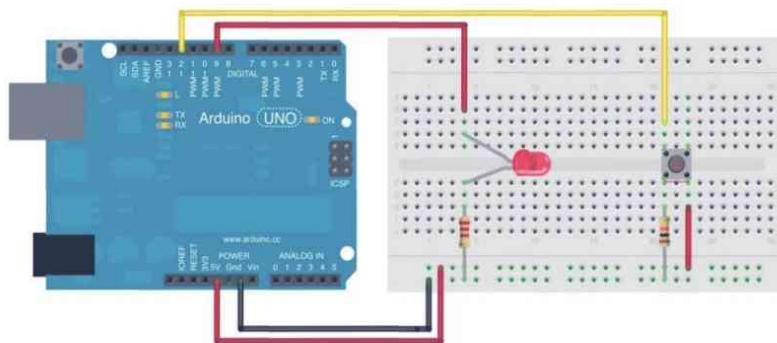 SCL
SDA
AREF
GND
13
12
PWM 11
PWM 10
PWM 9
8
DIGITAL
7
PWM 6
PWM 5
4
PWM 3
2
TX 1
RX 0
L
TX
RX
Arduino UNO
ON
1
ICSP
www.arduino.cc
POWER
ANALOG IN
IOREF
RESET
3V3
5V
Gnd
Vin
0 1 2 3 4 5